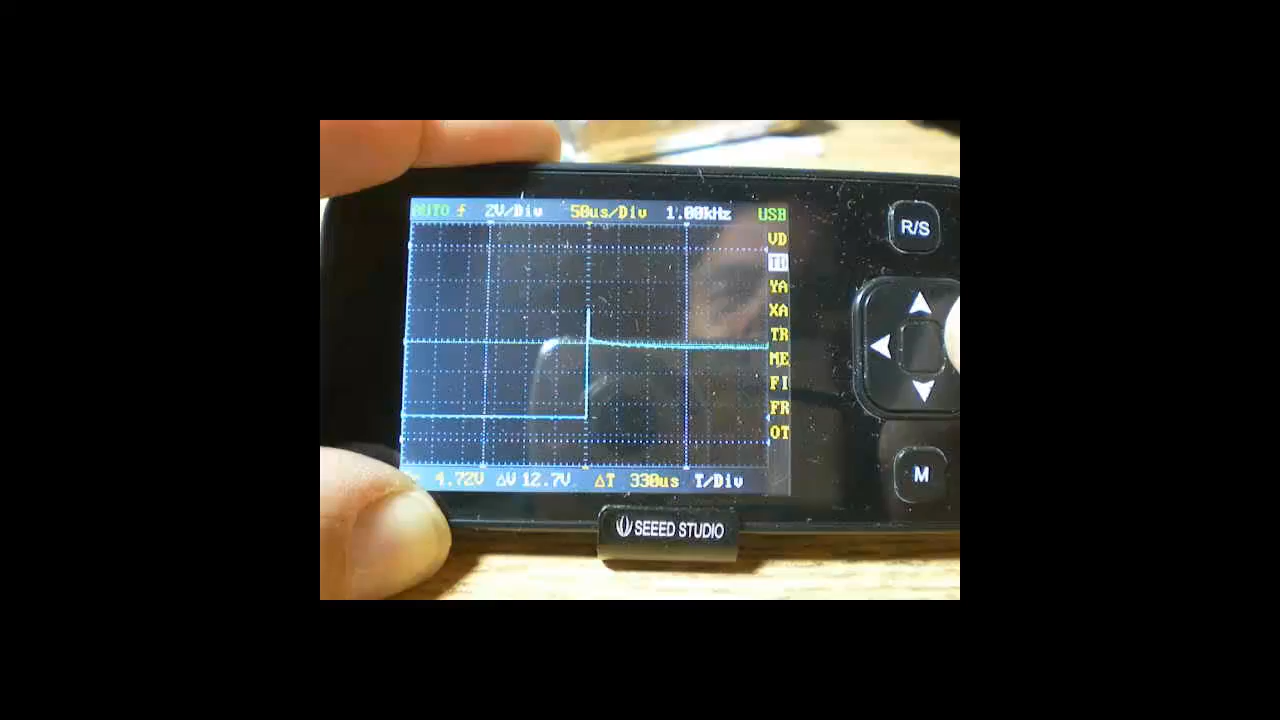 AUTO 2V/Div 50us/Div 1.00kHz USB
VD
TD
YA
XA
TR
ME
FI
FR
OT
4.72V ΔV 12.7V ΔT 330us T/Div
R/S
M
SEEED STUDIO